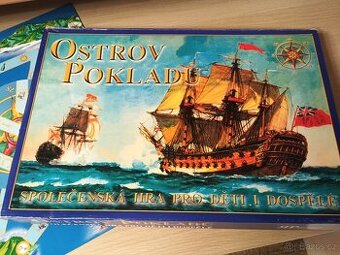 OSTROV
POKLADŮ
SPOLEČENSKÁ HRA PRO DĚTI I DOSPĚLÉ